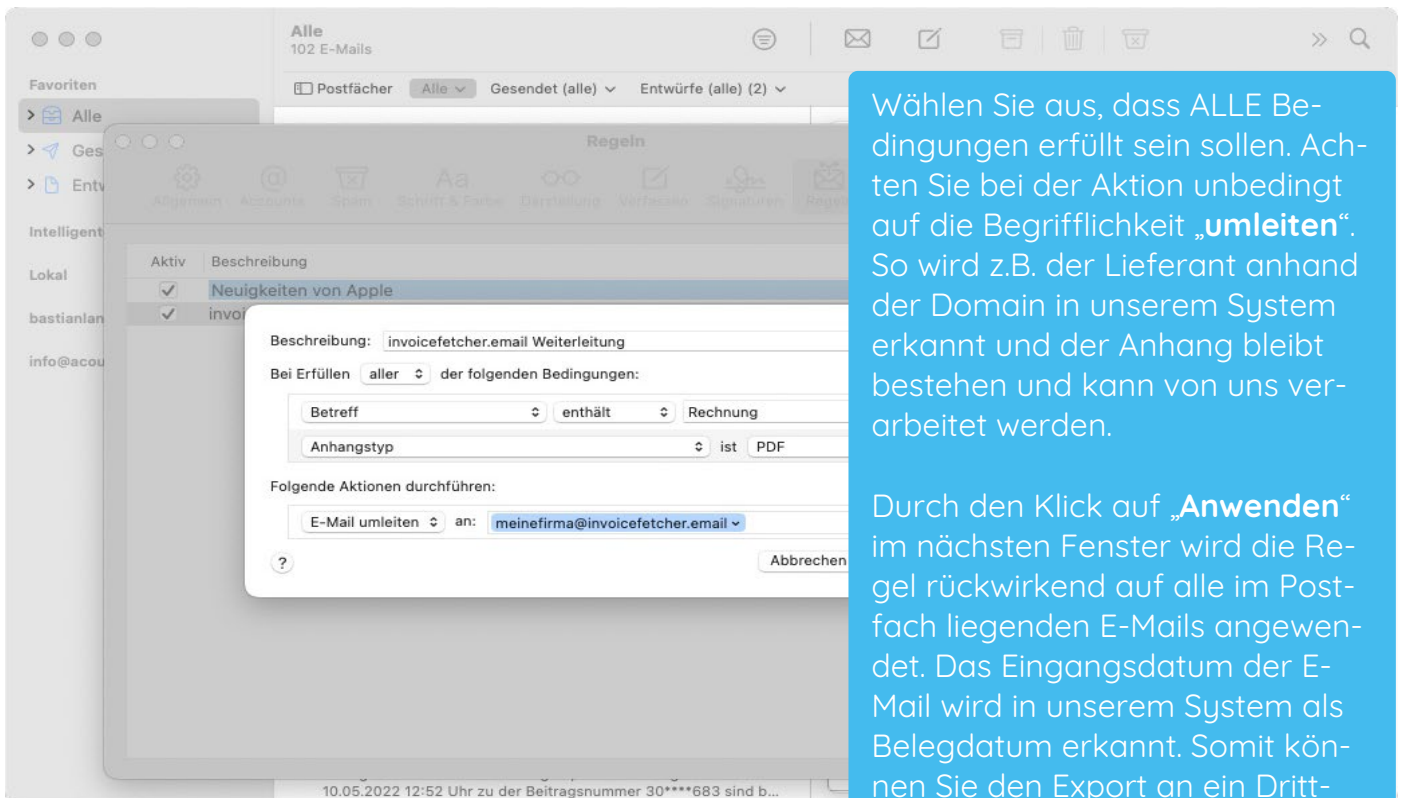 Alle
102 E-Mails
Favoriten
Postfächer Alle Gesendet (alle) Entwürfe (alle) (2)
Alle
Ges
Entw
Intelligent
Lokal
bastianlan
info@acou
Regeln
Allgemein Accounts Spam Schrift & Farbe Darstellung Verfassen Signaturen Regeln
Aktiv Beschreibung
Neuigkeiten von Apple
invoi
Beschreibung: invoicefetcher.email Weiterleitung
Bei Erfüllen aller der folgenden Bedingungen:
Betreff enthält Rechnung
Anhangstyp ist PDF
Folgende Aktionen durchführen:
E-Mail umleiten an: meinefirma@invoicefetcher.email
? Abbrechen
10.05.2022 12:52 Uhr zu der Beitragsnummer 30****683 sind b...
Wählen Sie aus, dass ALLE Be-
dingungen erfüllt sein sollen. Ach-
ten Sie bei der Aktion unbedingt
auf die Begrifflichkeit „umleiten“.
So wird z.B. der Lieferant anhand
der Domain in unserem System
erkannt und der Anhang bleibt
bestehen und kann von uns ver-
arbeitet werden.
Durch den Klick auf „Anwenden“
im nächsten Fenster wird die Re-
gel rückwirkend auf alle im Post-
fach liegenden E-Mails angewen-
det. Das Eingangsdatum der E-
Mail wird in unserem System als
Belegdatum erkannt. Somit kön-
nen Sie den Export an ein Dritt-